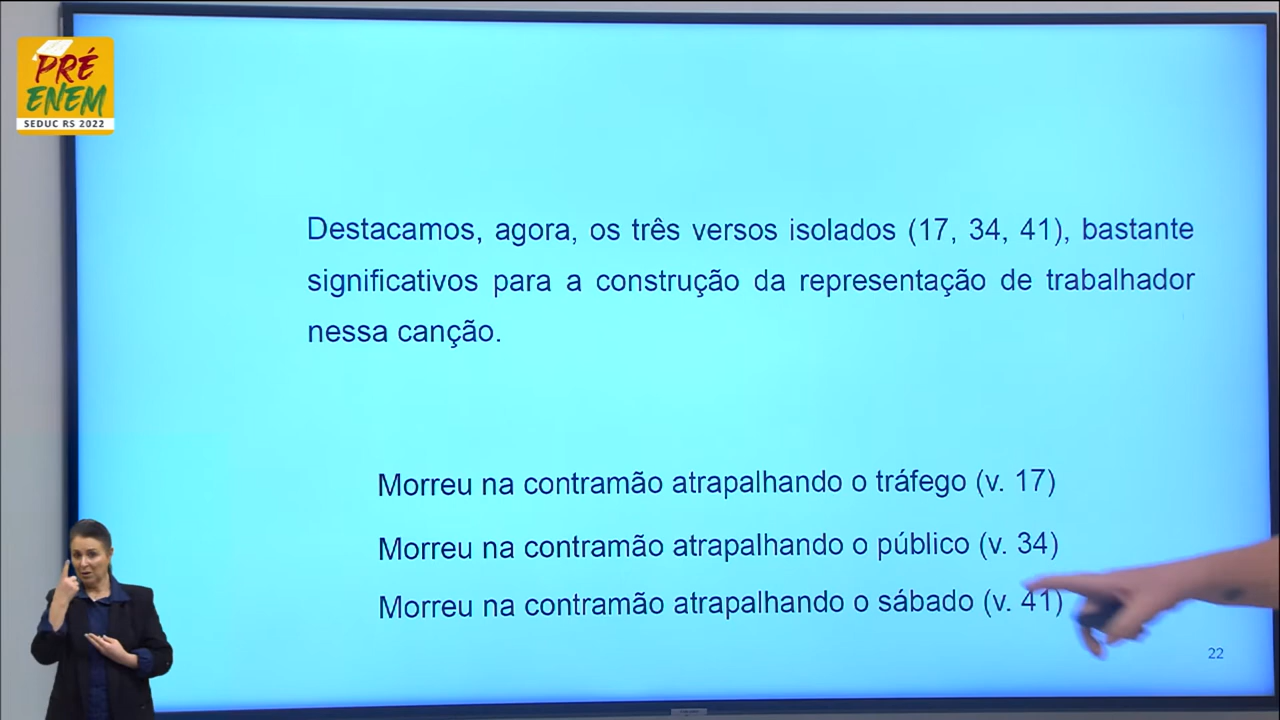 PRÉ
ENEM
SEDUC RS 2022
Destacamos, agora, os três versos isolados (17, 34, 41), bastante
significativos para a construção da representação de trabalhador
nessa canção.
Morreu na contramão atrapalhando o tráfego (v. 17)
Morreu na contramão atrapalhando o público (v. 34)
Morreu na contramão atrapalhando o sábado (v. 41)
22